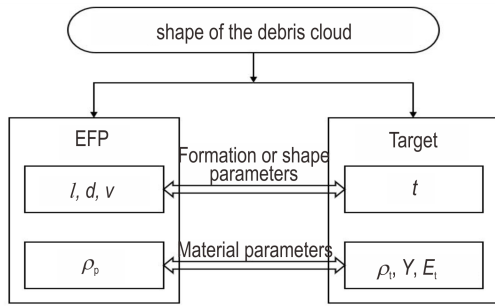 shape of the debris cloud
EFP
Target
Formation or shape
parameters
l, d, v
t
Material parameters
ρp
ρt, Y, Et